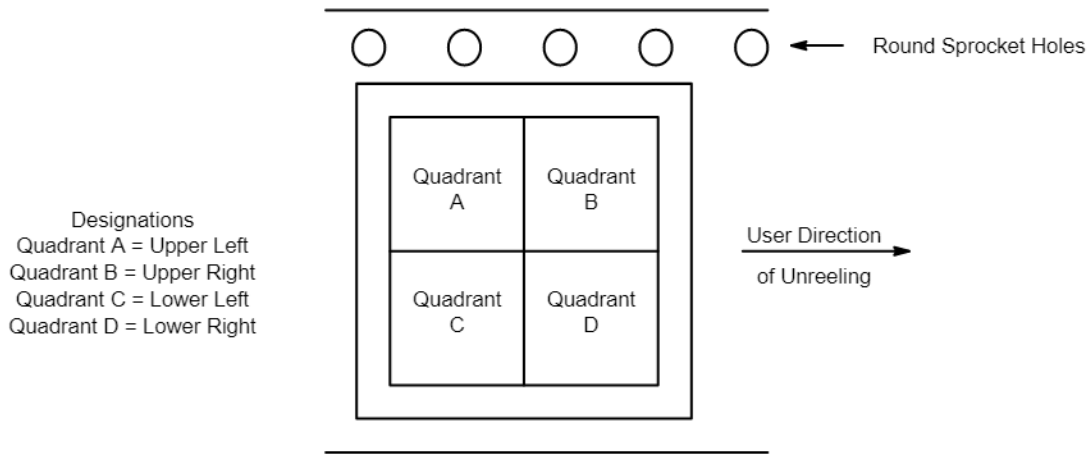 Round Sprocket Holes
Quadrant
A
Quadrant
B
Designations
Quadrant A = Upper Left
Quadrant B = Upper Right
Quadrant C = Lower Left
Quadrant D = Lower Right
User Direction
of Unreeling
Quadrant
C
Quadrant
D